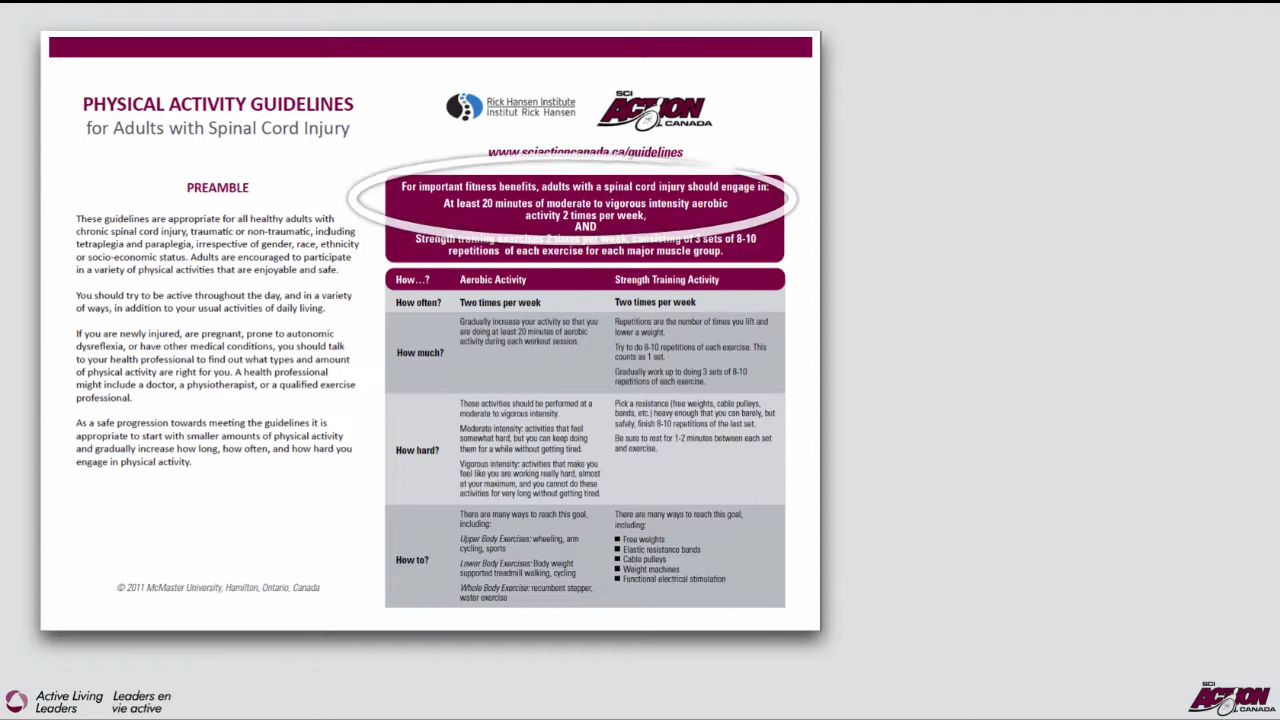 PHYSICAL ACTIVITY GUIDELINES
for Adults with Spinal Cord Injury
PREAMBLE
These guidelines are appropriate for all healthy adults with
chronic spinal cord injury, traumatic or non-traumatic, including
tetraplegia and paraplegia, irrespective of gender, race, ethnicity
or socio-economic status. Adults are encouraged to participate
in a variety of physical activities that are enjoyable and safe.
You should try to be active throughout the day, and in a variety
of ways, in addition to your usual activities of daily living.
If you are newly injured, are pregnant, prone to autonomic
dysreflexia, or have other medical conditions, you should talk
to your health professional to find out what types and amount
of physical activity are right for you. A health professional
might include a doctor, a physiotherapist, or a qualified exercise
professional.
As a safe progression towards meeting the guidelines it is
appropriate to start with smaller amounts of physical activity
and gradually increase how long, how often, and how hard you
engage in physical activity.
© 2011 McMaster University, Hamilton, Ontario, Canada
Rick Hansen Institute
Institut Rick Hansen
SCI
ACTION
CANADA
www.sciactioncanada.ca/guidelines
For important fitness benefits, adults with a spinal cord injury should engage in:
At least 20 minutes of moderate to vigorous intensity aerobic
activity 2 times per week,
AND
Strength training exercises 2 times per week, consisting of 3 sets of 8-10
repetitions of each exercise for each major muscle group.
How...? Aerobic Activity Strength Training Activity
How often? Two times per week Two times per week
How much?
Gradually increase your activity so that you
are doing at least 20 minutes of aerobic
activity during each workout session.
Repetitions are the number of times you lift and
lower a weight.
Try to do 8-10 repetitions of each exercise. This
counts as 1 set.
Gradually work up to doing 3 sets of 8-10
repetitions of each exercise.
How hard?
These activities should be performed at a
moderate to vigorous intensity.
Moderate intensity: activities that feel
somewhat hard, but you can keep doing
them for a while without getting tired.
Vigorous intensity: activities that make you
feel like you are working really hard, almost
at your maximum, and you cannot do these
activities for very long without getting tired.
Pick a resistance (free weights, cable pulleys,
bands, etc.) heavy enough that you can barely, but
safely, finish 8-10 repetitions of the last set.
Be sure to rest for 1-2 minutes between each set
and exercise.
How to?
There are many ways to reach this goal,
including:
Upper Body Exercises: wheeling, arm
cycling, sports
Lower Body Exercises: Body weight
supported treadmill walking, cycling
Whole Body Exercise: recumbent stepper,
water exercise
There are many ways to reach this goal,
including:
■ Free weights
■ Elastic resistance bands
■ Cable pulleys
■ Weight machines
■ Functional electrical stimulation
Active Living
Leaders
Leaders en
vie active
SCI
ACTION
CANADA